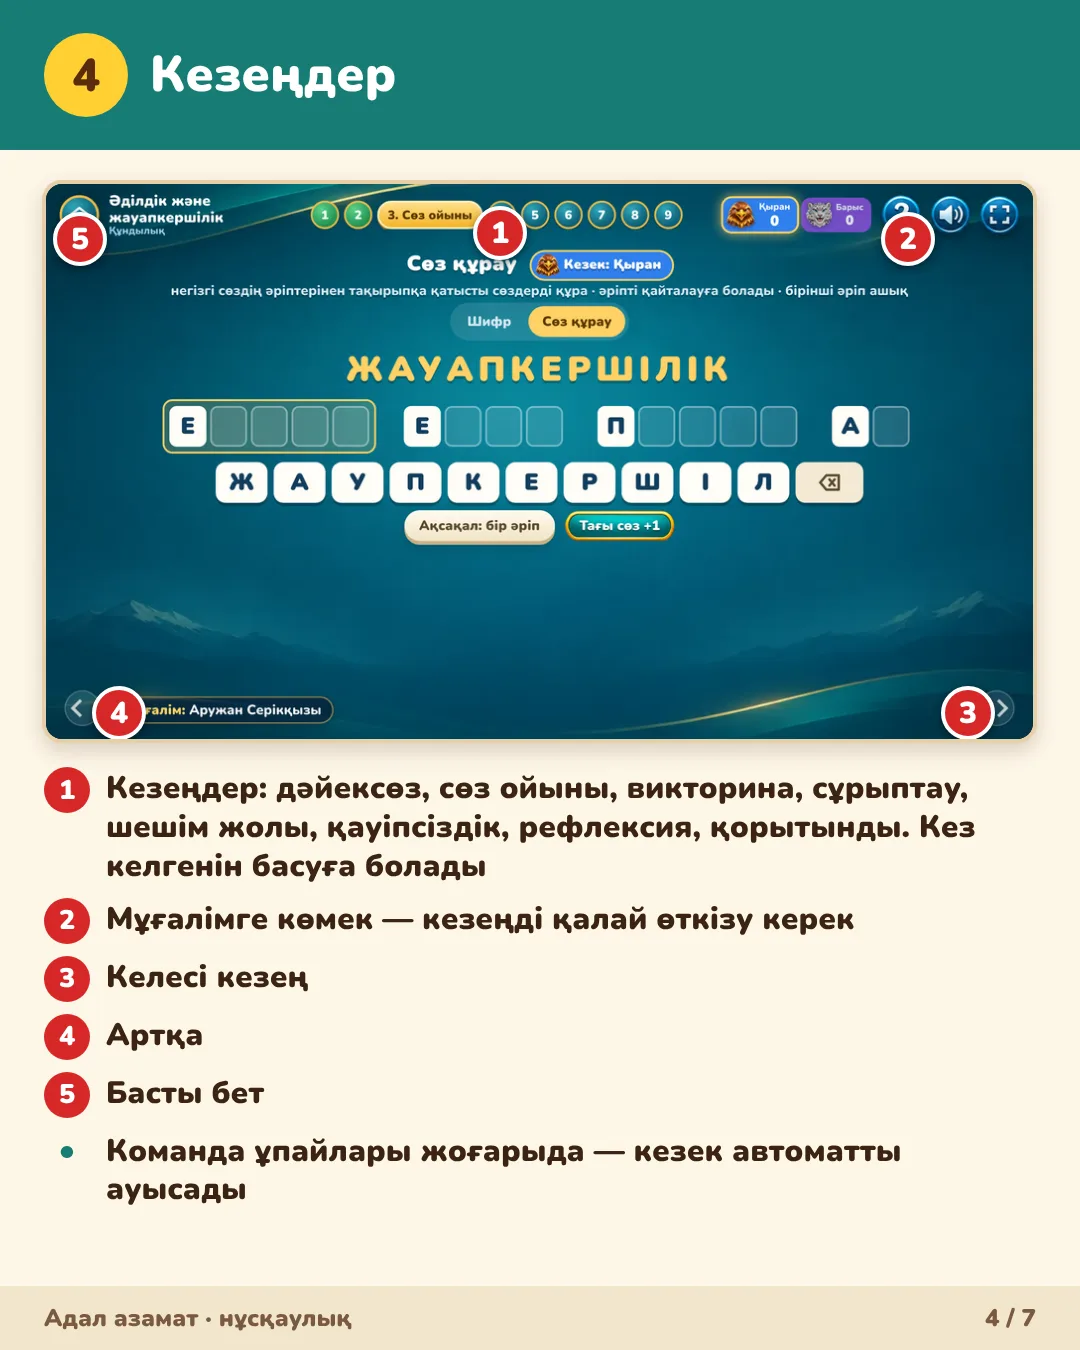 4 Кезеңдер
Әділдік және
жауапкершілік
Құндылық
1 2 3. Сөз ойыны 5 6 7 8 9
Қыран 0
Барыс 0
?
5
1
2
Сөз құрау Кезек: Қыран
негізгі сөздің әріптерінен тақырыпқа қатысты сөздерді құра · әріпті қайталауға болады · бірінші әріп ашық
Шифр Сөз құрау
ЖАУАПКЕРШІЛІК
Е Е П А
Ж А У П К Е Р Ш І Л
Ақсақал: бір әріп Тағы сөз +1
4 Аружан Серікқызы 3
1 Кезеңдер: дәйексөз, сөз ойыны, викторина, сұрыптау,
шешім жолы, қауіпсіздік, рефлексия, қорытынды. Кез
келгенін басуға болады
2 Мұғалімге көмек — кезеңді қалай өткізу керек
3 Келесі кезең
4 Артқа
5 Басты бет
• Команда ұпайлары жоғарыда — кезек автоматты
ауысады
Адал азамат · нұсқаулық 4 / 7